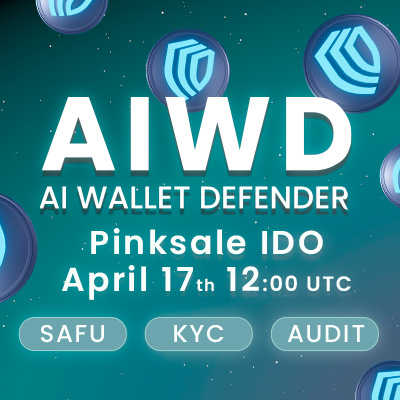 AIWD
AI WALLET DEFENDER
Pinksale IDO
April 17th 12:00 UTC
SAFU KYC AUDIT